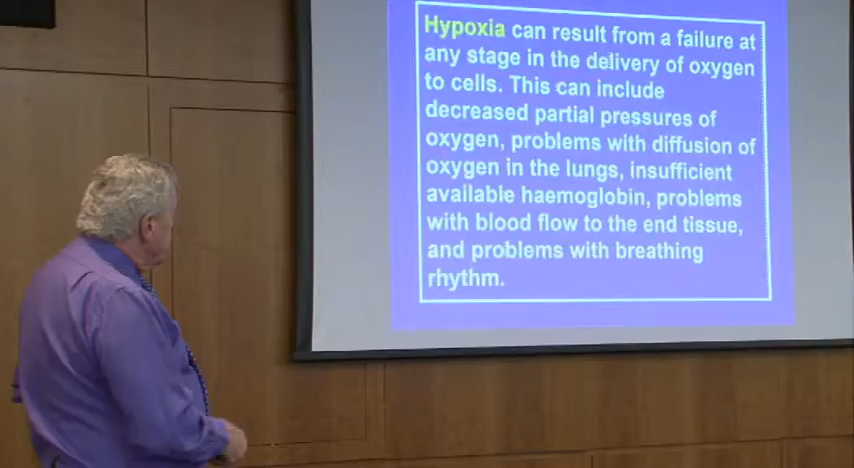 Hypoxia can result from a failure at
any stage in the delivery of oxygen
to cells. This can include
decreased partial pressures of
oxygen, problems with diffusion of
oxygen in the lungs, insufficient
available haemoglobin, problems
with blood flow to the end tissue,
and problems with breathing
rhythm.